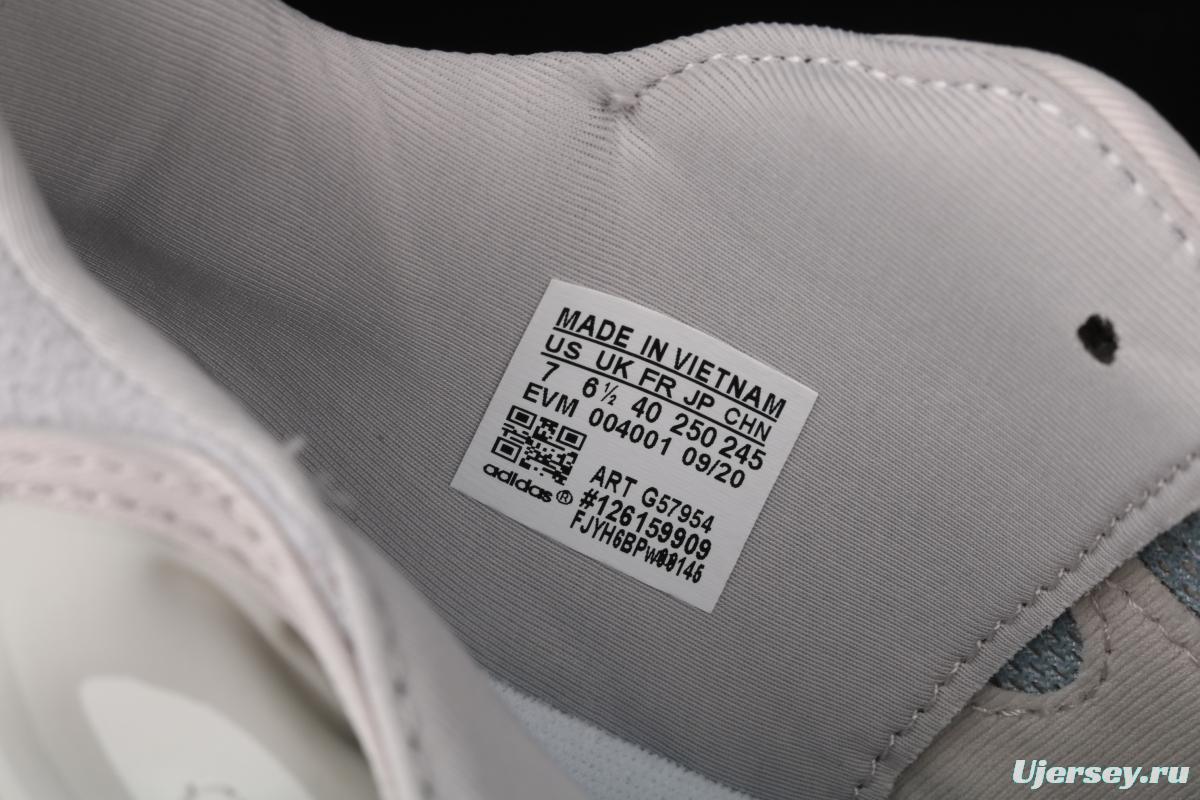 MADE IN VIETNAM
US UK FR JP CHN
7 6½ 40 250 245
EVM 004001 09/20
adidas®
ART G57954
#126159909
Ujersey.ru